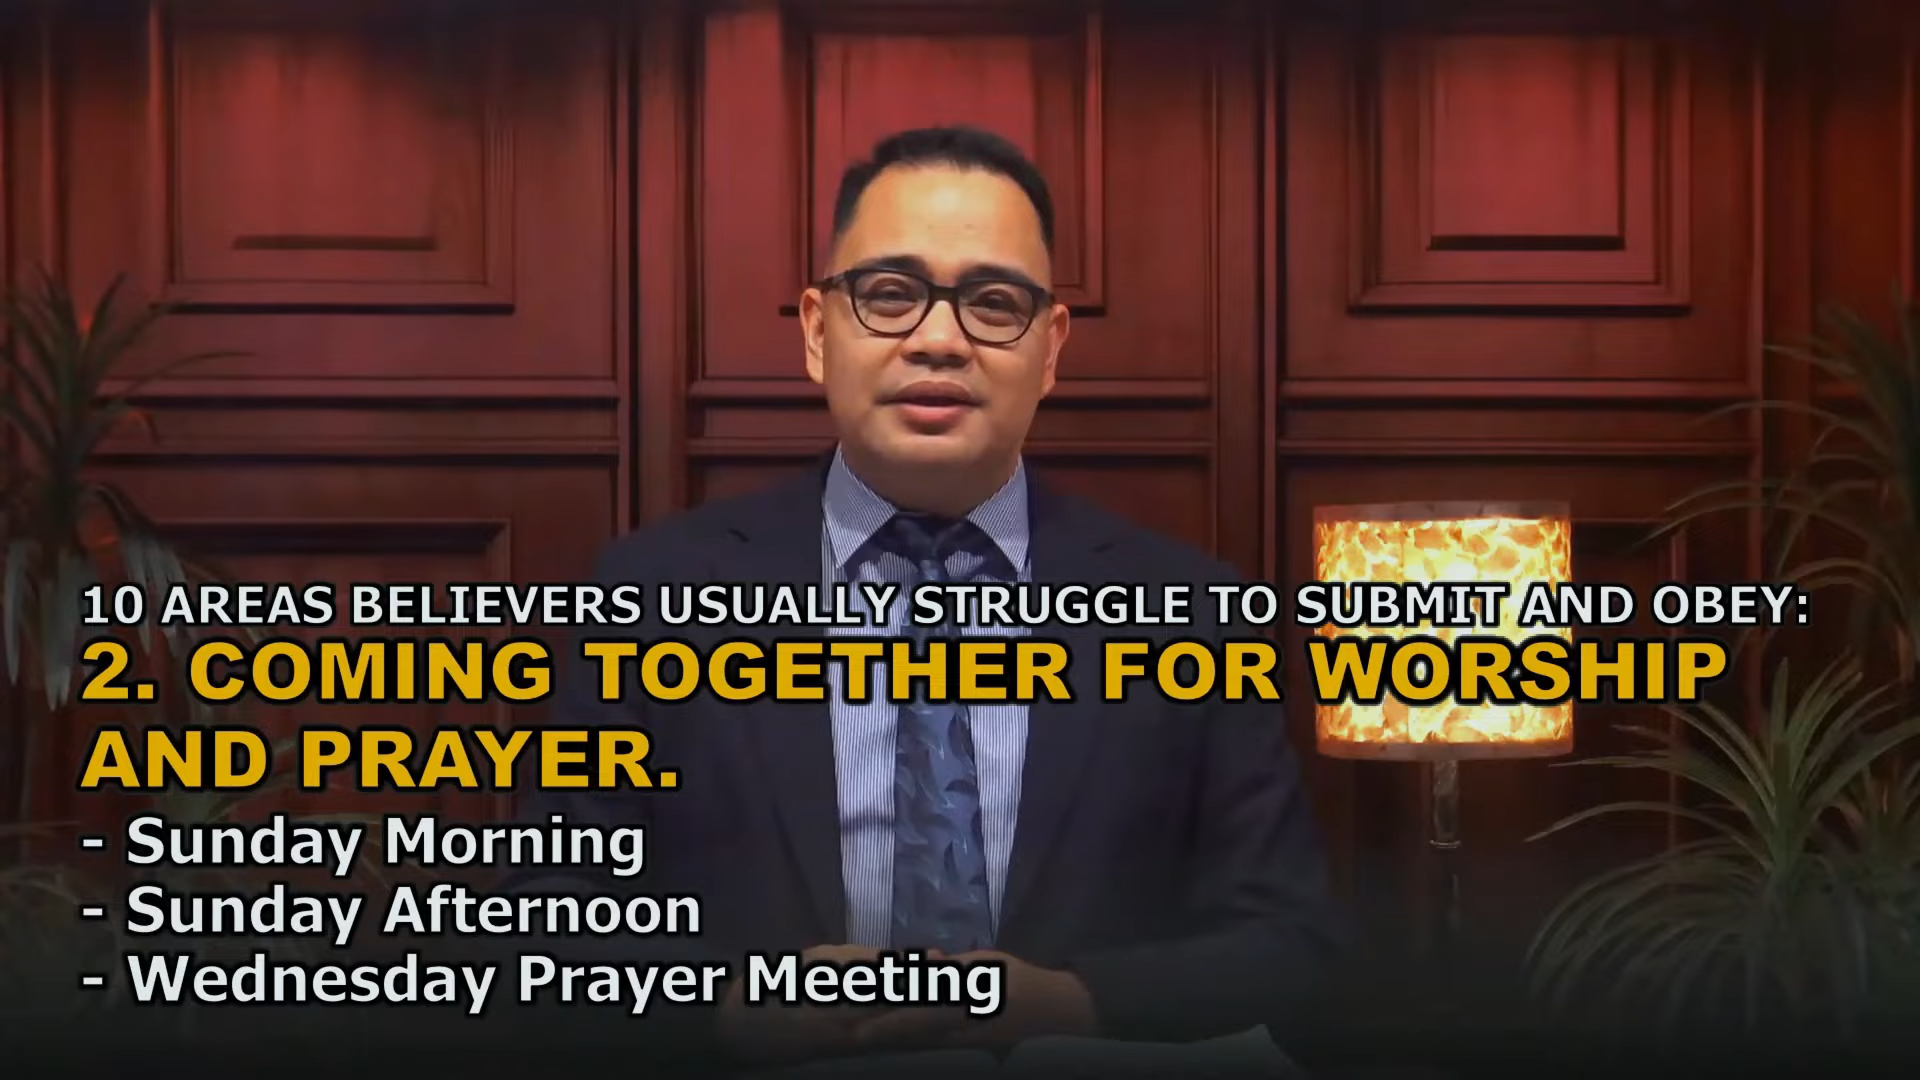 10 AREAS BELIEVERS USUALLY STRUGGLE TO SUBMIT AND OBEY:
2. COMING TOGETHER FOR WORSHIP
AND PRAYER.
- Sunday Morning
- Sunday Afternoon
- Wednesday Prayer Meeting